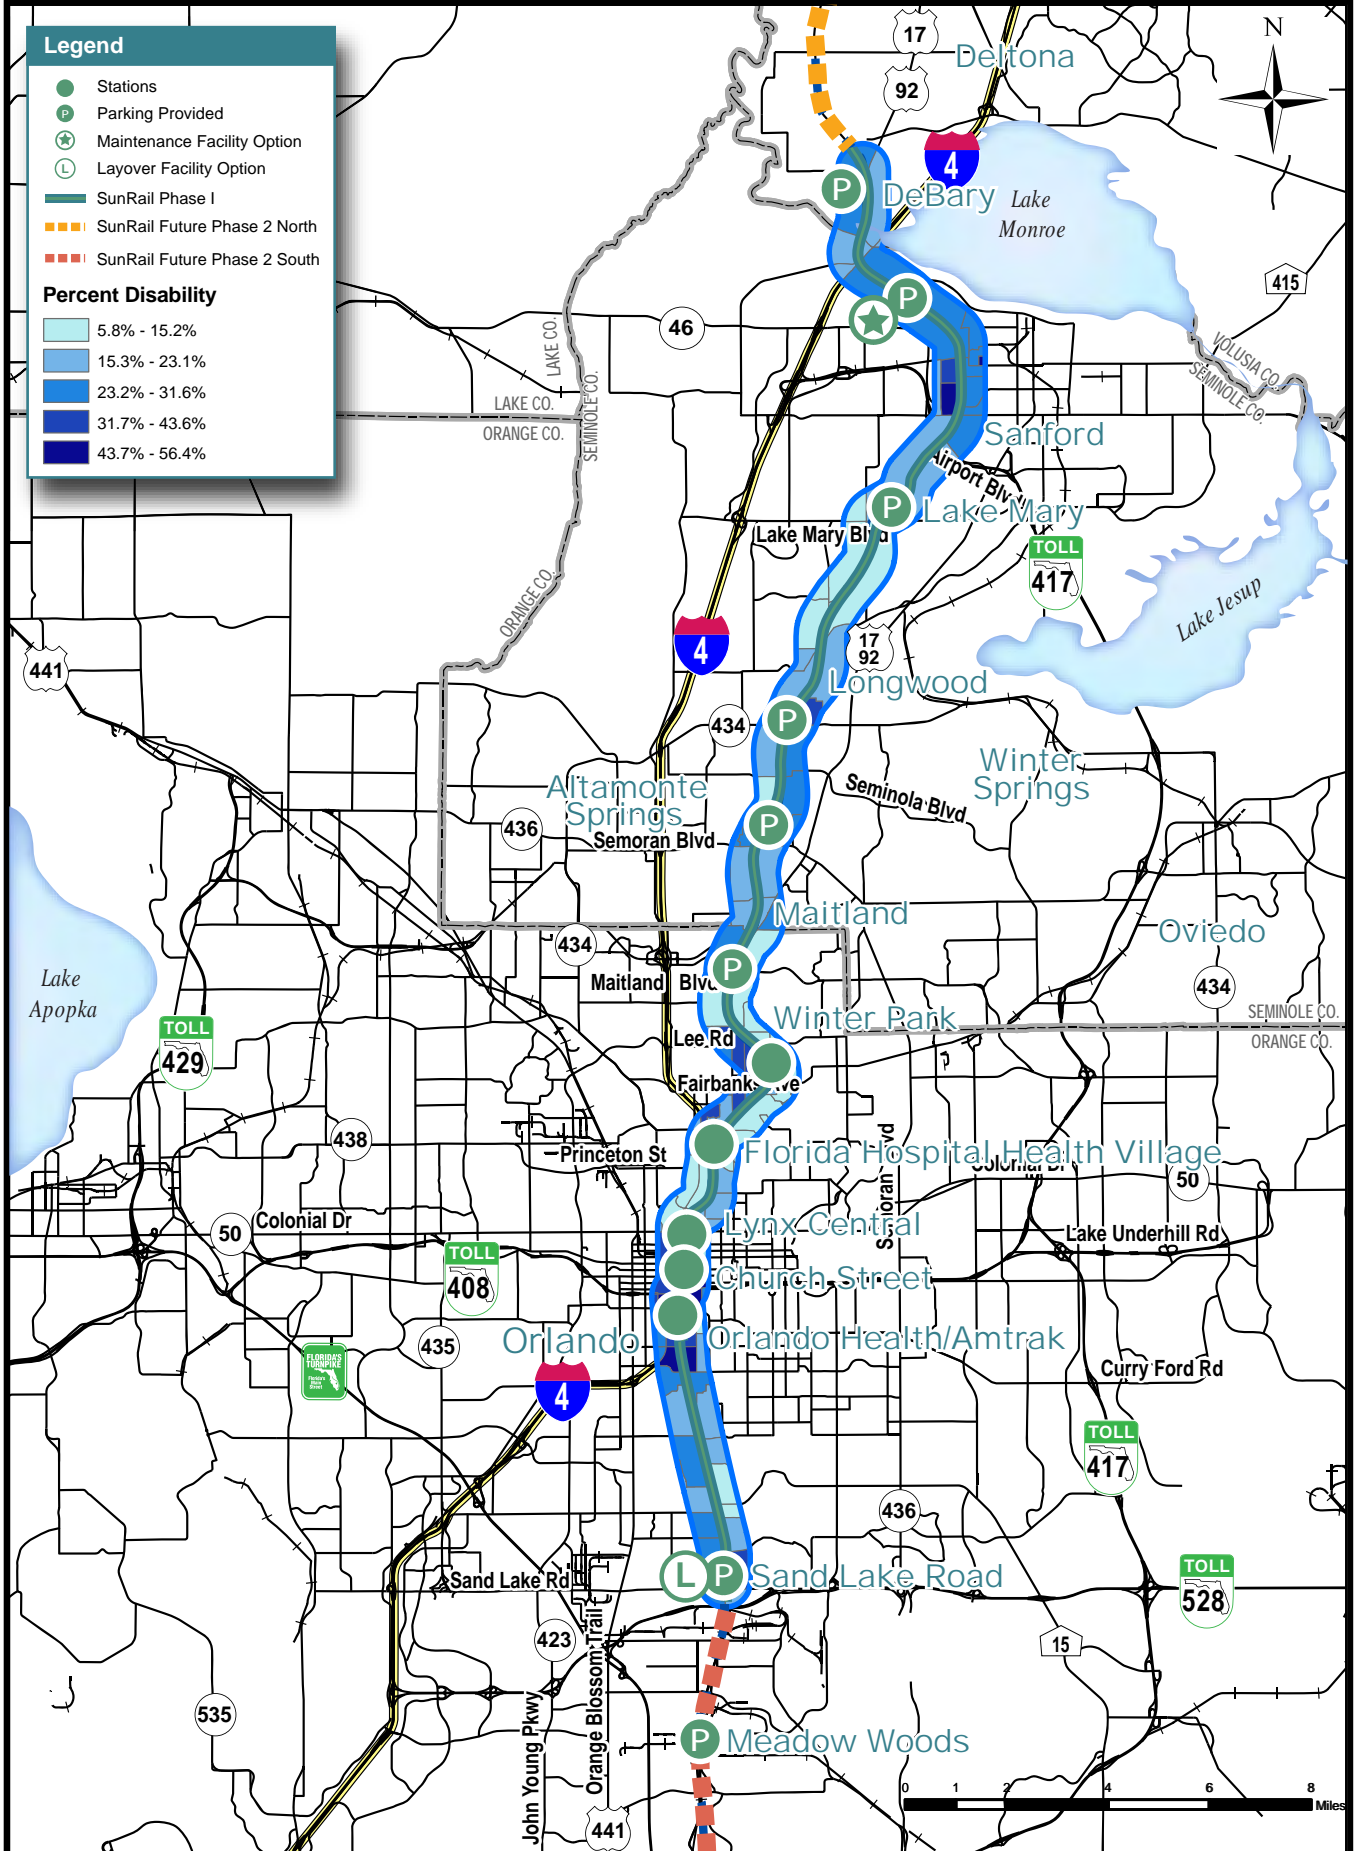 Legend
Stations
P Parking Provided
Maintenance Facility Option
L Layover Facility Option
SunRail Phase I
SunRail Future Phase 2 North
SunRail Future Phase 2 South
Percent Disability
5.8% - 15.2%
15.3% - 23.1%
23.2% - 31.6%
31.7% - 43.6%
43.7% - 56.4%
N
17
92
Deltona
4
P
DeBary
Lake
Monroe
P
415
46
LAKE CO.
VOLUSIA CO.
SEMINOLE CO.
LAKE CO.
ORANGE CO.
SEMINOLE CO.
Sanford
Airport Blvd
P
Lake Mary
Lake Mary Blvd
TOLL
417
ORANGE CO.
Lake Jesup
4
17
92
441
Longwood
P
434
Winter
Springs
Altamonte
Springs
Seminola Blvd
P
436
Semoran Blvd
Maitland
Oviedo
434
P
Maitland Blvd
434
Lake
Apopka
SEMINOLE CO.
ORANGE CO.
Winter Park
TOLL
429
Lee Rd
Fairbanks Ave
438
Princeton St
Florida Hospital Health Village
Semoran Blvd
Colonial Dr
50
Colonial Dr
50
Lynx Central
Lake Underhill Rd
TOLL
408
Church Street
Orlando
Orlando Health/Amtrak
435
FLORIDA'S
TURNPIKE
Florida's
Main
Street
4
Curry Ford Rd
TOLL
417
436
L
P
Sand Lake Road
Sand Lake Rd
TOLL
528
423
15
Orange Blossom Trail
John Young Pkwy
535
P
Meadow Woods
441
0 1 2 4 6 8
Miles